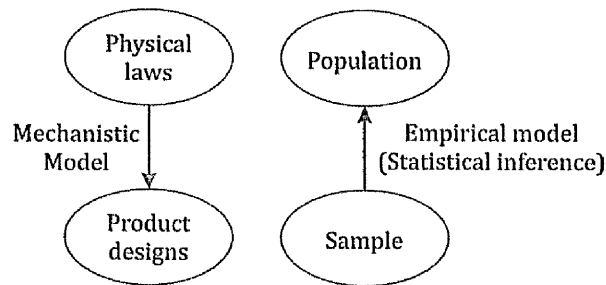 Physical
laws
Population
Mechanistic
Model
Empirical model
(Statistical inference)
Product
designs
Sample